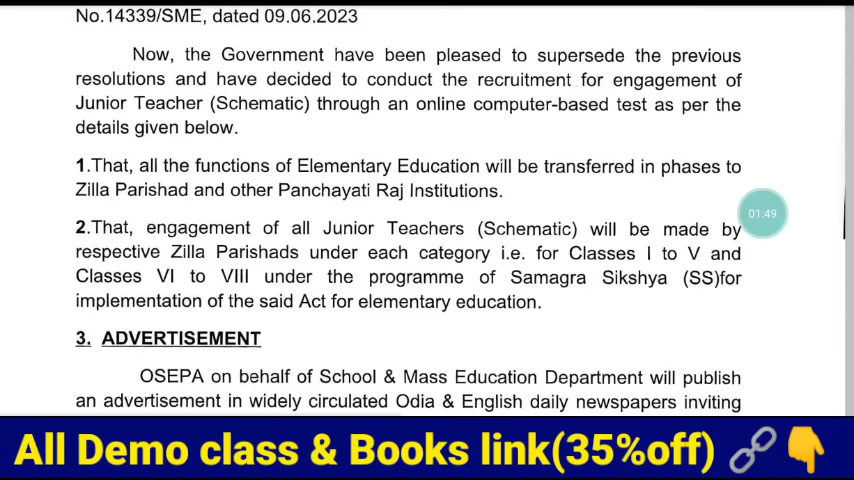 No.14339/SME, dated 09.06.2023
Now, the Government have been pleased to supersede the previous
resolutions and have decided to conduct the recruitment for engagement of
Junior Teacher (Schematic) through an online computer-based test as per the
details given below.
1.That, all the functions of Elementary Education will be transferred in phases to
Zilla Parishad and other Panchayati Raj Institutions.
01:49
2.That, engagement of all Junior Teachers (Schematic) will be made by
respective Zilla Parishads under each category i.e. for Classes I to V and
Classes VI to VIII under the programme of Samagra Sikshya (SS)for
implementation of the said Act for elementary education.
3. ADVERTISEMENT
OSEPA on behalf of School & Mass Education Department will publish
an advertisement in widely circulated Odia & English daily newspapers inviting
All Demo class & Books link(35%off) 🔗👇